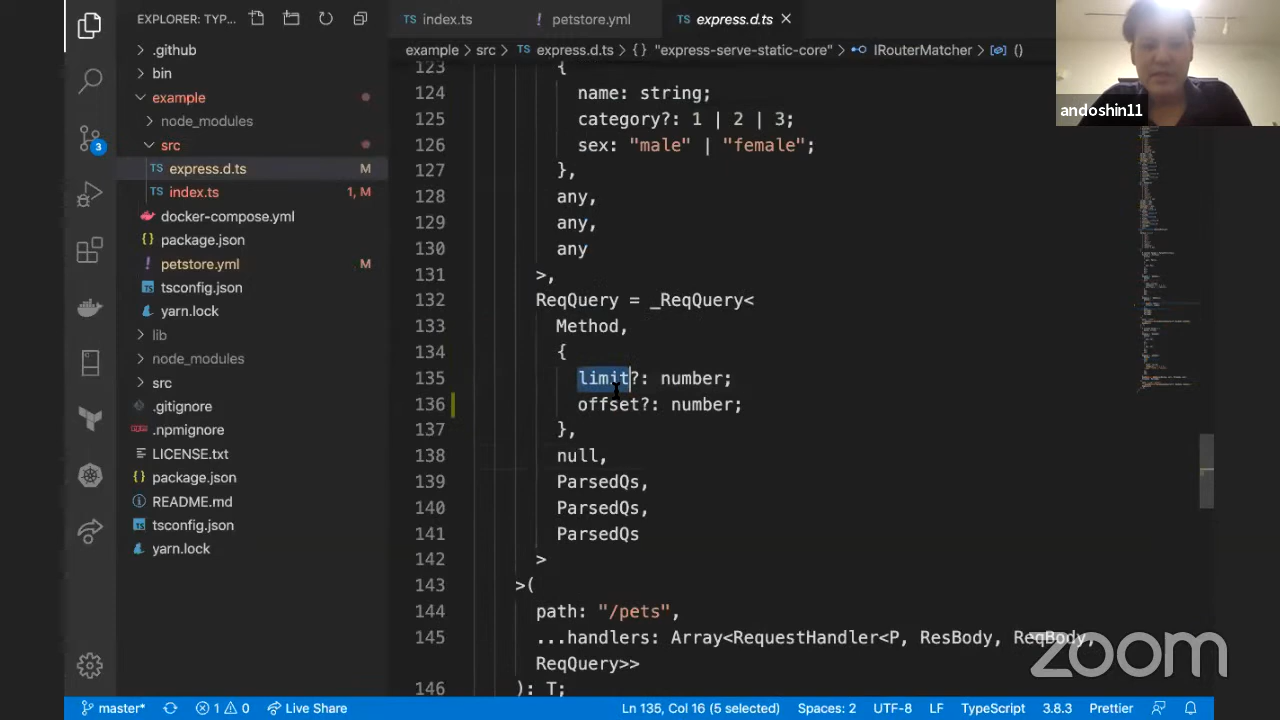 EXPLORER: TYP...
.github
bin
example
node_modules
src
TS express.d.ts M
TS index.ts 1, M
docker-compose.yml
{} package.json
! petstore.yml M
tsconfig.json
yarn.lock
lib
node_modules
src
.gitignore
.npmignore
LICENSE.txt
{} package.json
README.md
tsconfig.json
yarn.lock
3
TS index.ts
! petstore.yml
TS express.d.ts
example > src > TS express.d.ts > {} "express-serve-static-core" > IRouterMatcher > ()
123 {
124 name: string;
125 category?: 1 | 2 | 3;
126 sex: "male" | "female";
127 },
128 any,
129 any,
130 any
131 >,
132 ReqQuery = _ReqQuery<
133 Method,
134 {
135 limit?: number;
136 offset?: number;
137 },
138 null,
139 ParsedQs,
140 ParsedQs,
141 ParsedQs
142 >
143 >(
144 path: "/pets",
145 ...handlers: Array<RequestHandler<P, ResBody, ReqBody,
ReqQuery>>
146 ): T;
andoshin11
zoom
master* 1 0 Live Share Ln 135, Col 16 (5 selected) Spaces: 2 UTF-8 LF TypeScript 3.8.3 Prettier